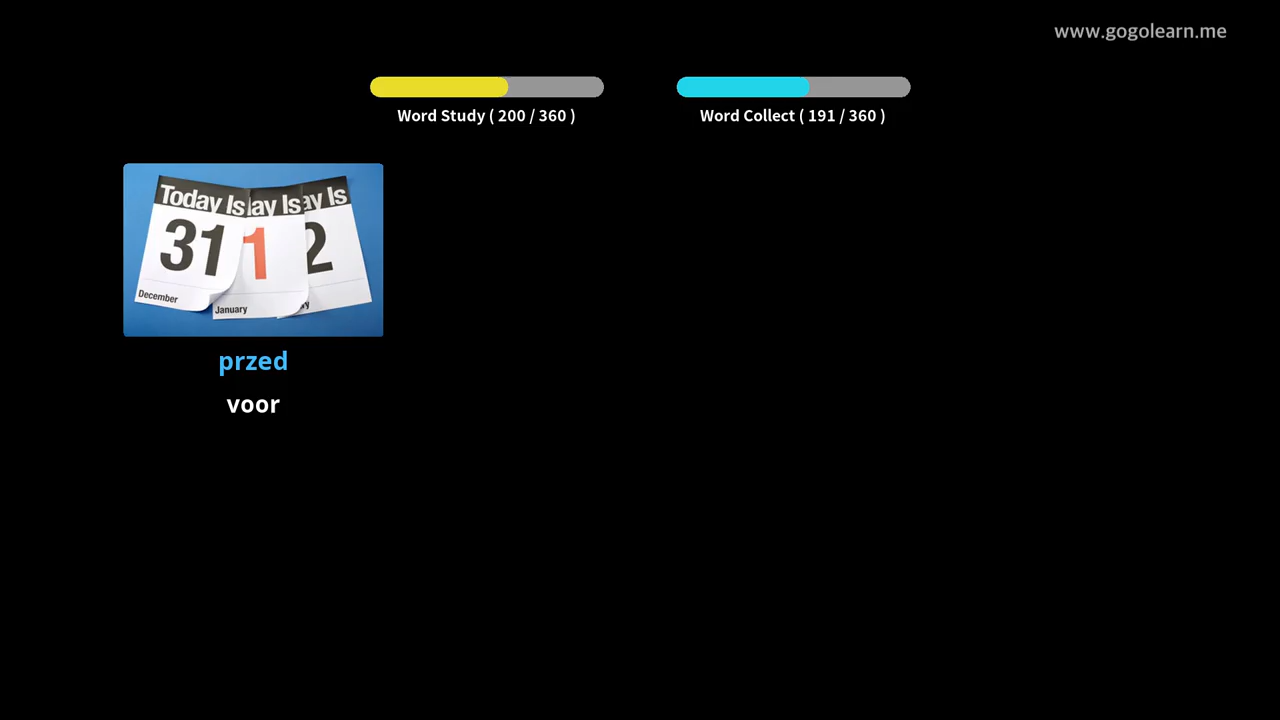 www.gogolearn.me
Word Study ( 200 / 360 )
Word Collect ( 191 / 360 )
Today Is
ay Is
ay Is
31
1
2
December
January
przed
voor